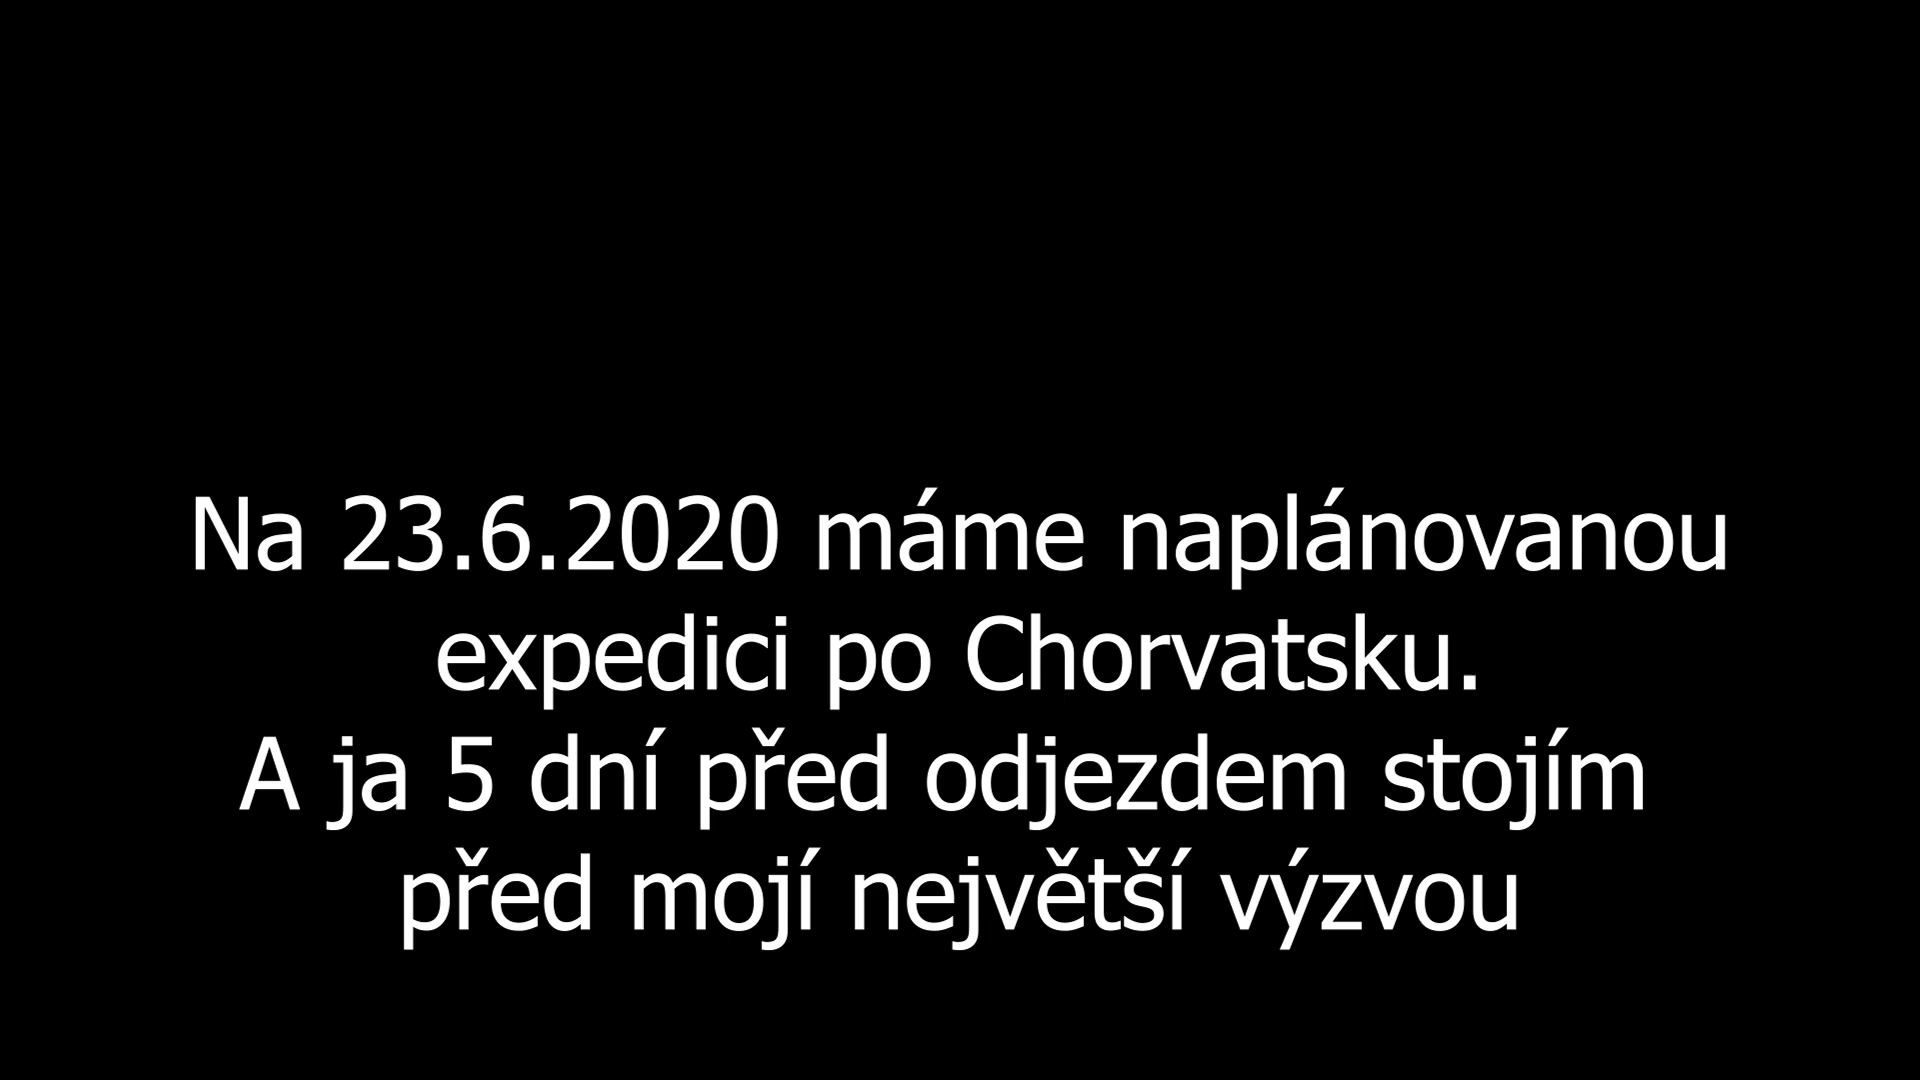 Na 23.6.2020 máme naplánovanou
expedici po Chorvatsku.
A ja 5 dní před odjezdem stojím
před mojí největší výzvou